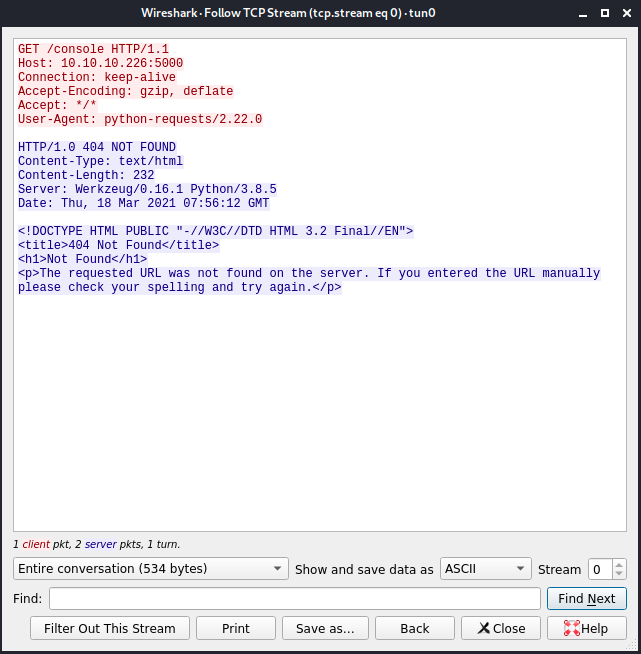 Wireshark · Follow TCP Stream (tcp.stream eq 0) · tun0
GET /console HTTP/1.1
Host: 10.10.10.226:5000
Connection: keep-alive
Accept-Encoding: gzip, deflate
Accept: */*
User-Agent: python-requests/2.22.0
HTTP/1.0 404 NOT FOUND
Content-Type: text/html
Content-Length: 232
Server: Werkzeug/0.16.1 Python/3.8.5
Date: Thu, 18 Mar 2021 07:56:12 GMT
<!DOCTYPE HTML PUBLIC "-//W3C//DTD HTML 3.2 Final//EN">
<title>404 Not Found</title>
<h1>Not Found</h1>
<p>The requested URL was not found on the server. If you entered the URL manually
please check your spelling and try again.</p>
1 client pkt, 2 server pkts, 1 turn.
Entire conversation (534 bytes) Show and save data as ASCII Stream 0
Find: Find Next
Filter Out This Stream Print Save as... Back Close Help